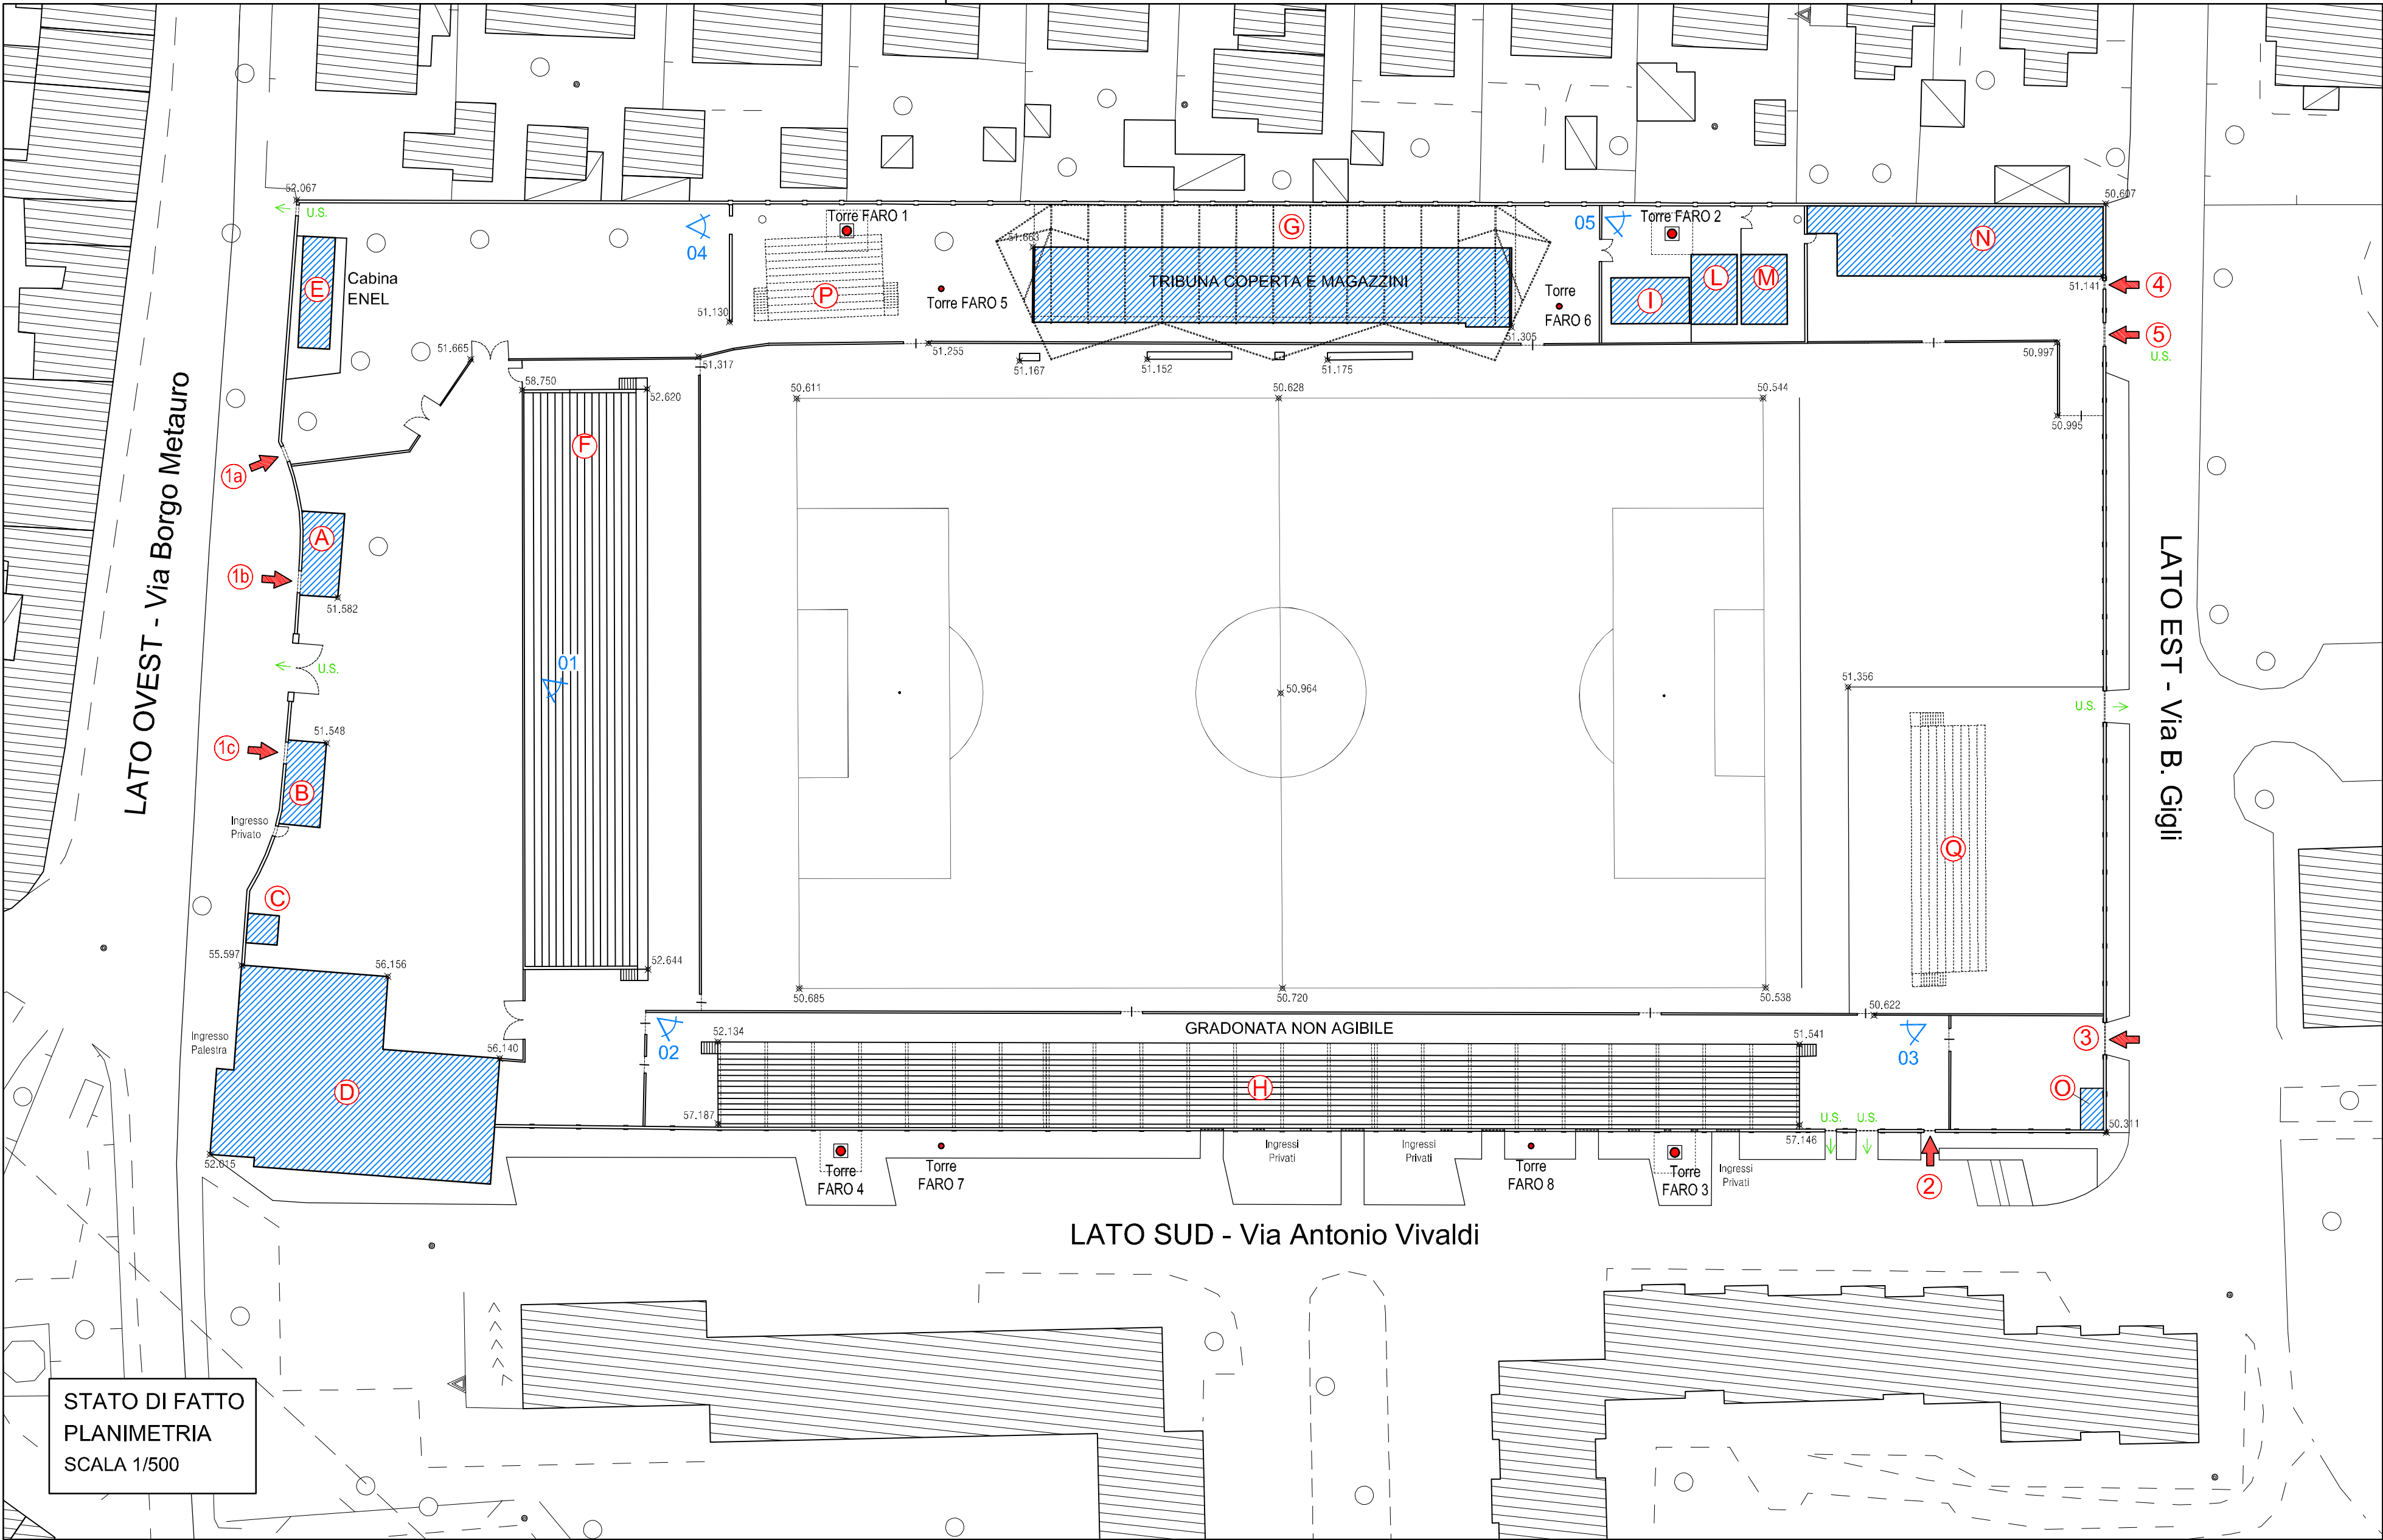 52.067
U.S.
E
Cabina
ENEL
04
51.130
Torre FARO 1
P
Torre FARO 5
G
TRIBUNA COPERTA E MAGAZZINI
05
Torre FARO 2
Torre
FARO 6
I
L
M
N
50.607
51.141
4
5
U.S.
51.665
51.317
51.255
51.167
51.152
51.175
51.305
50.997
50.995
58.750
52.620
F
50.611
50.628
50.544
1a
A
1b
51.582
U.S.
01
50.964
51.356
U.S.
1c
51.548
B
Ingresso
Privato
LATO OVEST - Via Borgo Metauro
LATO EST - Via B. Gigli
Q
C
55.597
56.156
52.644
50.685
50.720
50.538
50.622
Ingresso
Palestra
56.140
D
52.015
02
52.134
GRADONATA NON AGIBILE
51.541
03
3
H
O
57.187
57.146
U.S.
U.S.
50.311
2
Torre
FARO 4
Torre
FARO 7
Ingressi
Privati
Ingressi
Privati
Torre
FARO 8
Torre
FARO 3
Ingressi
Privati
LATO SUD - Via Antonio Vivaldi
STATO DI FATTO
PLANIMETRIA
SCALA 1/500